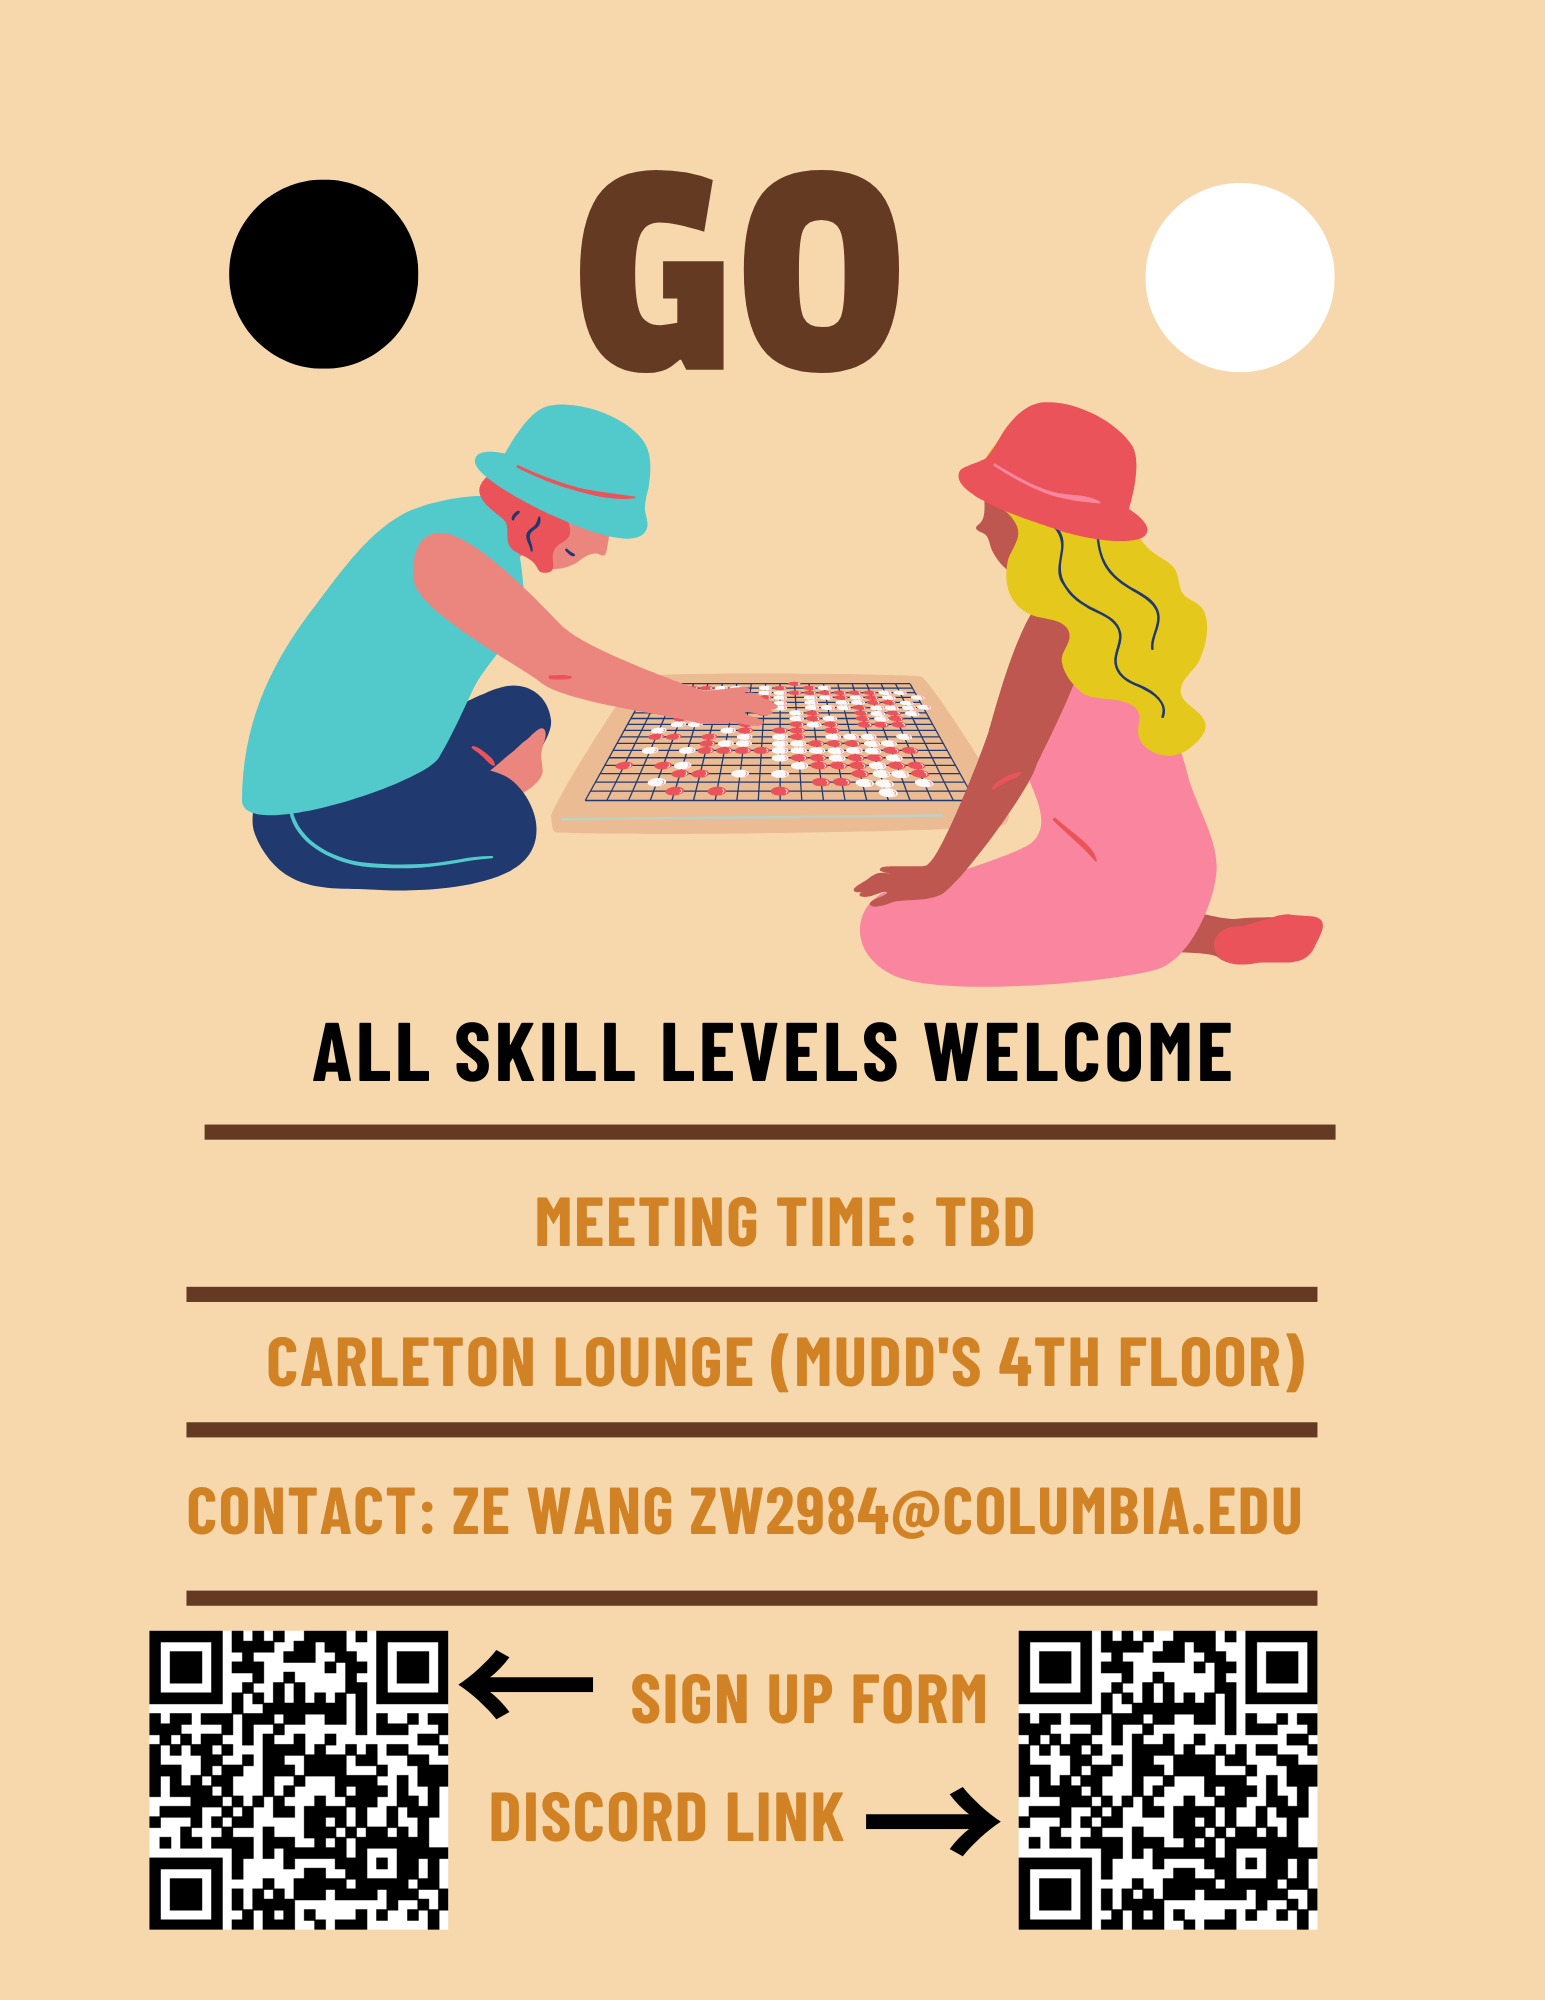 GO
ALL SKILL LEVELS WELCOME
MEETING TIME: TBD
CARLETON LOUNGE (MUDD'S 4TH FLOOR)
CONTACT: ZE WANG ZW2984@COLUMBIA.EDU
SIGN UP FORM
DISCORD LINK